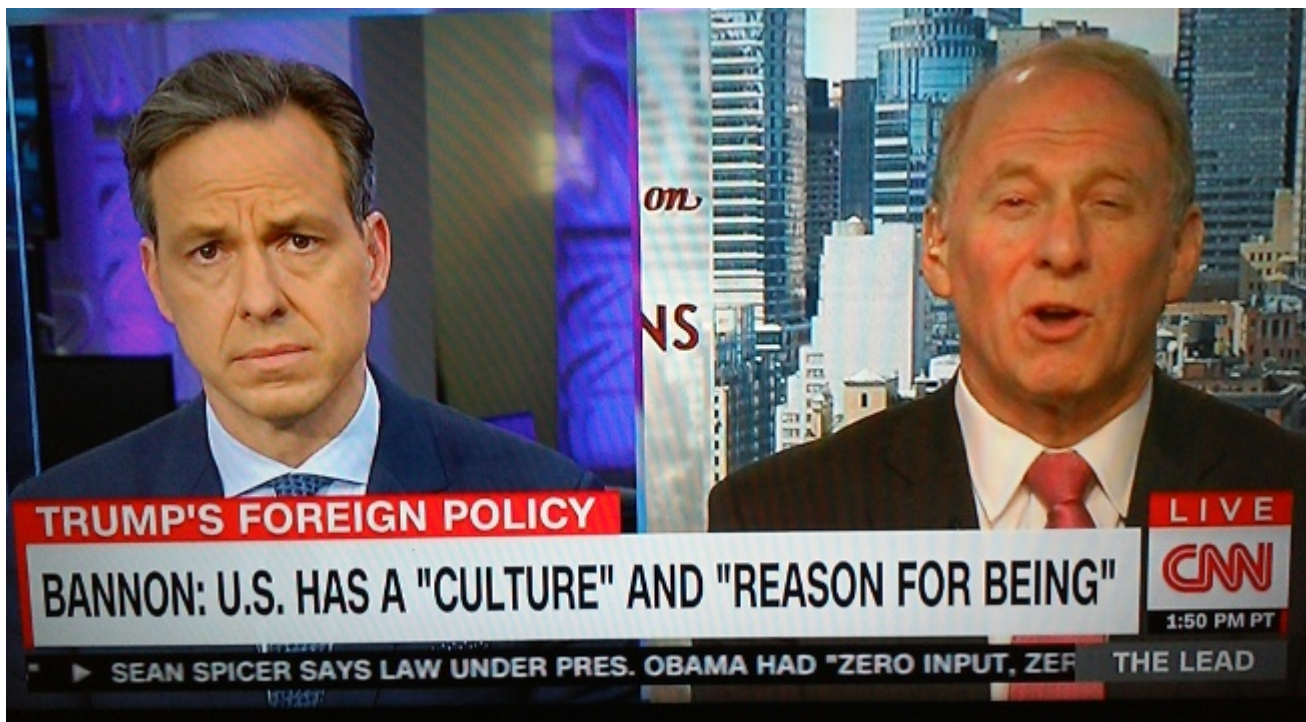 on
NS
TRUMP'S FOREIGN POLICY
BANNON: U.S. HAS A "CULTURE" AND "REASON FOR BEING"
LIVE
CNN
1:50 PM PT
" ▶ SEAN SPICER SAYS LAW UNDER PRES. OBAMA HAD "ZERO INPUT, ZER
THE LEAD